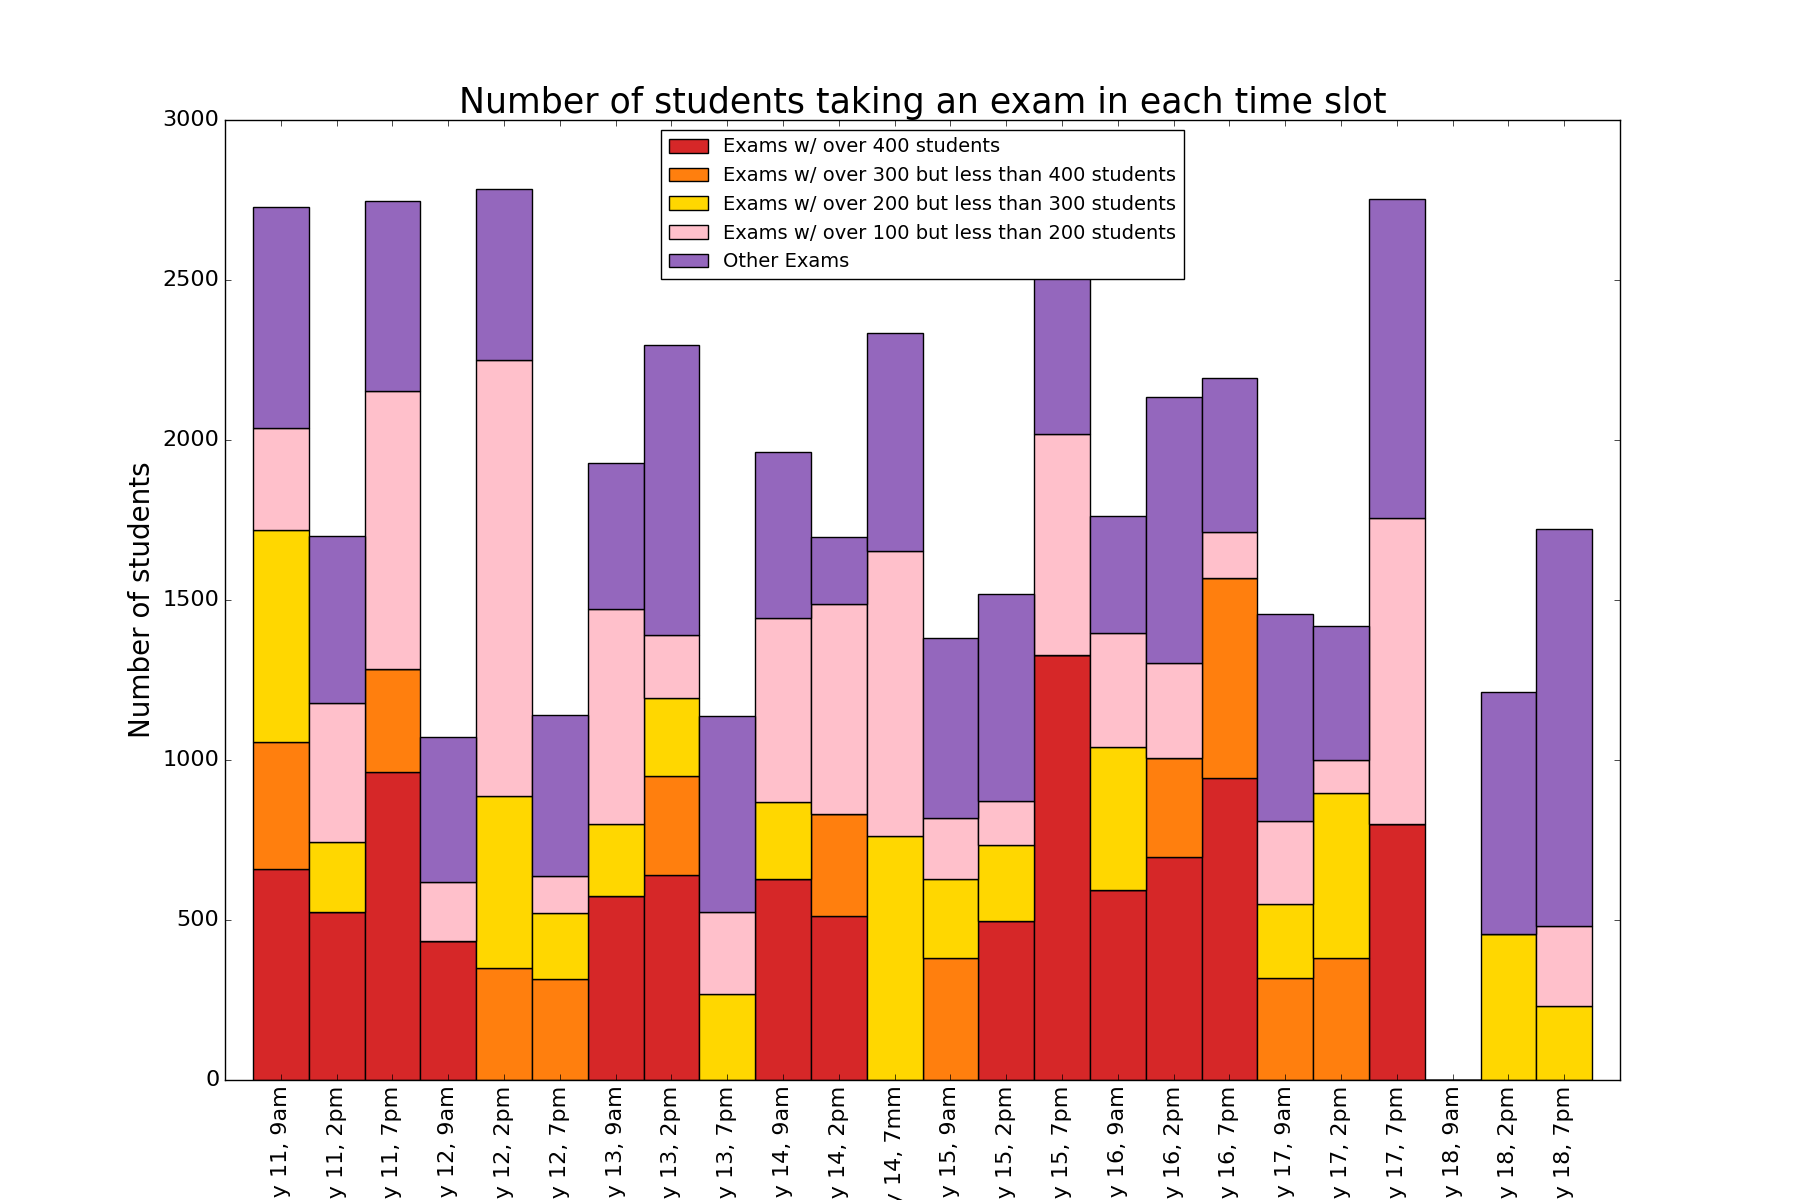 Number of students taking an exam in each time slot
Exams w/ over 400 students
Exams w/ over 300 but less than 400 students
Exams w/ over 200 but less than 300 students
Exams w/ over 100 but less than 200 students
Other Exams
Number of students
3000
2500
2000
1500
1000
500
0
y 11, 9am
y 11, 2pm
y 11, 7pm
y 12, 9am
y 12, 2pm
y 12, 7pm
y 13, 9am
y 13, 2pm
y 13, 7pm
y 14, 9am
y 14, 2pm
y 14, 7mm
y 15, 9am
y 15, 2pm
y 15, 7pm
y 16, 9am
y 16, 2pm
y 16, 7pm
y 17, 9am
y 17, 2pm
y 17, 7pm
y 18, 9am
y 18, 2pm
y 18, 7pm